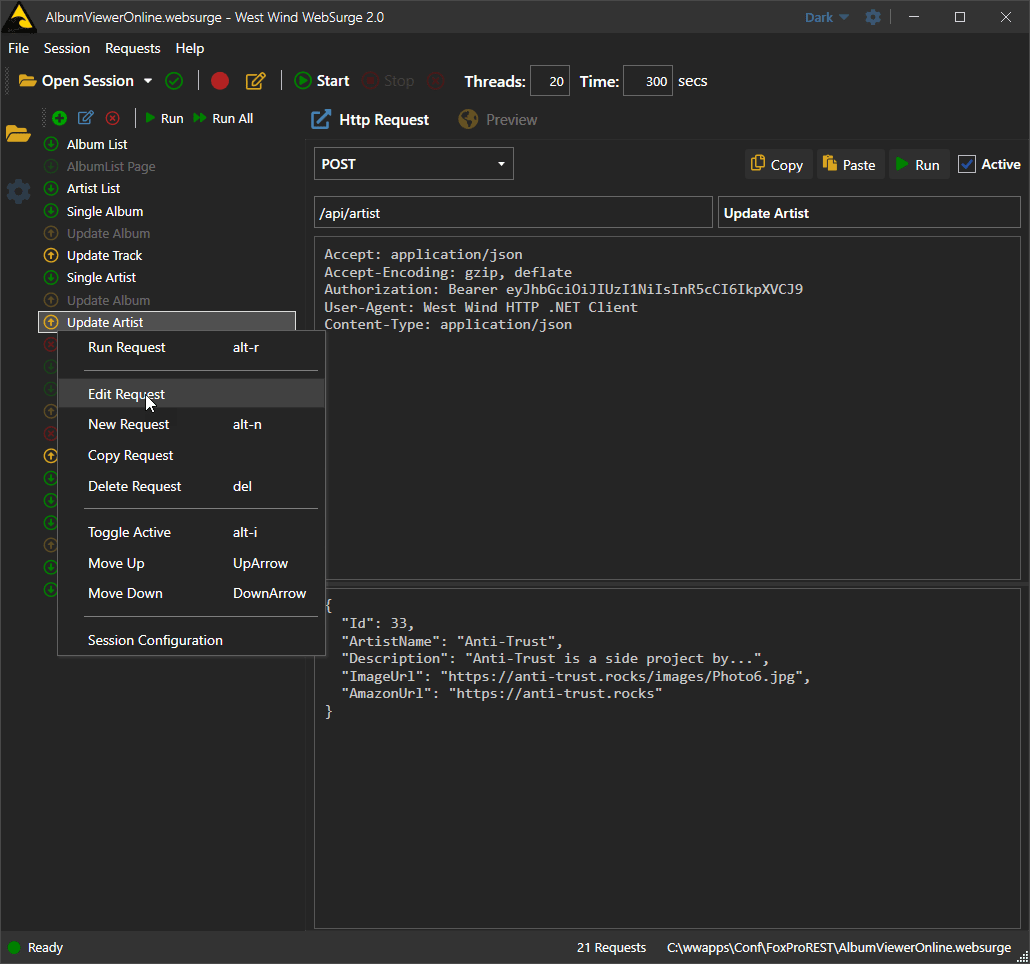 AlbumViewerOnline.websurge - West Wind WebSurge 2.0
Dark
File Session Requests Help
Open Session Start Stop Threads: 20 Time: 300 secs
Run Run All
Http Request Preview
Album List
AlbumList Page
Artist List
Single Album
Update Album
Update Track
Single Artist
Update Album
Update Artist
Run Request alt-r
Edit Request
New Request alt-n
Copy Request
Delete Request del
Toggle Active alt-i
Move Up UpArrow
Move Down DownArrow
Session Configuration
POST
Copy Paste Run Active
/api/artist
Update Artist
Accept: application/json
Accept-Encoding: gzip, deflate
Authorization: Bearer eyJhbGciOiJIUzI1NiIsInR5cCI6IkpXVCJ9
User-Agent: West Wind HTTP .NET Client
Content-Type: application/json
{
"Id": 33,
"ArtistName": "Anti-Trust",
"Description": "Anti-Trust is a side project by...",
"ImageUrl": "https://anti-trust.rocks/images/Photo6.jpg",
"AmazonUrl": "https://anti-trust.rocks"
}
Ready
21 Requests
C:\wwapps\Conf\FoxProREST\AlbumViewerOnline.websurge